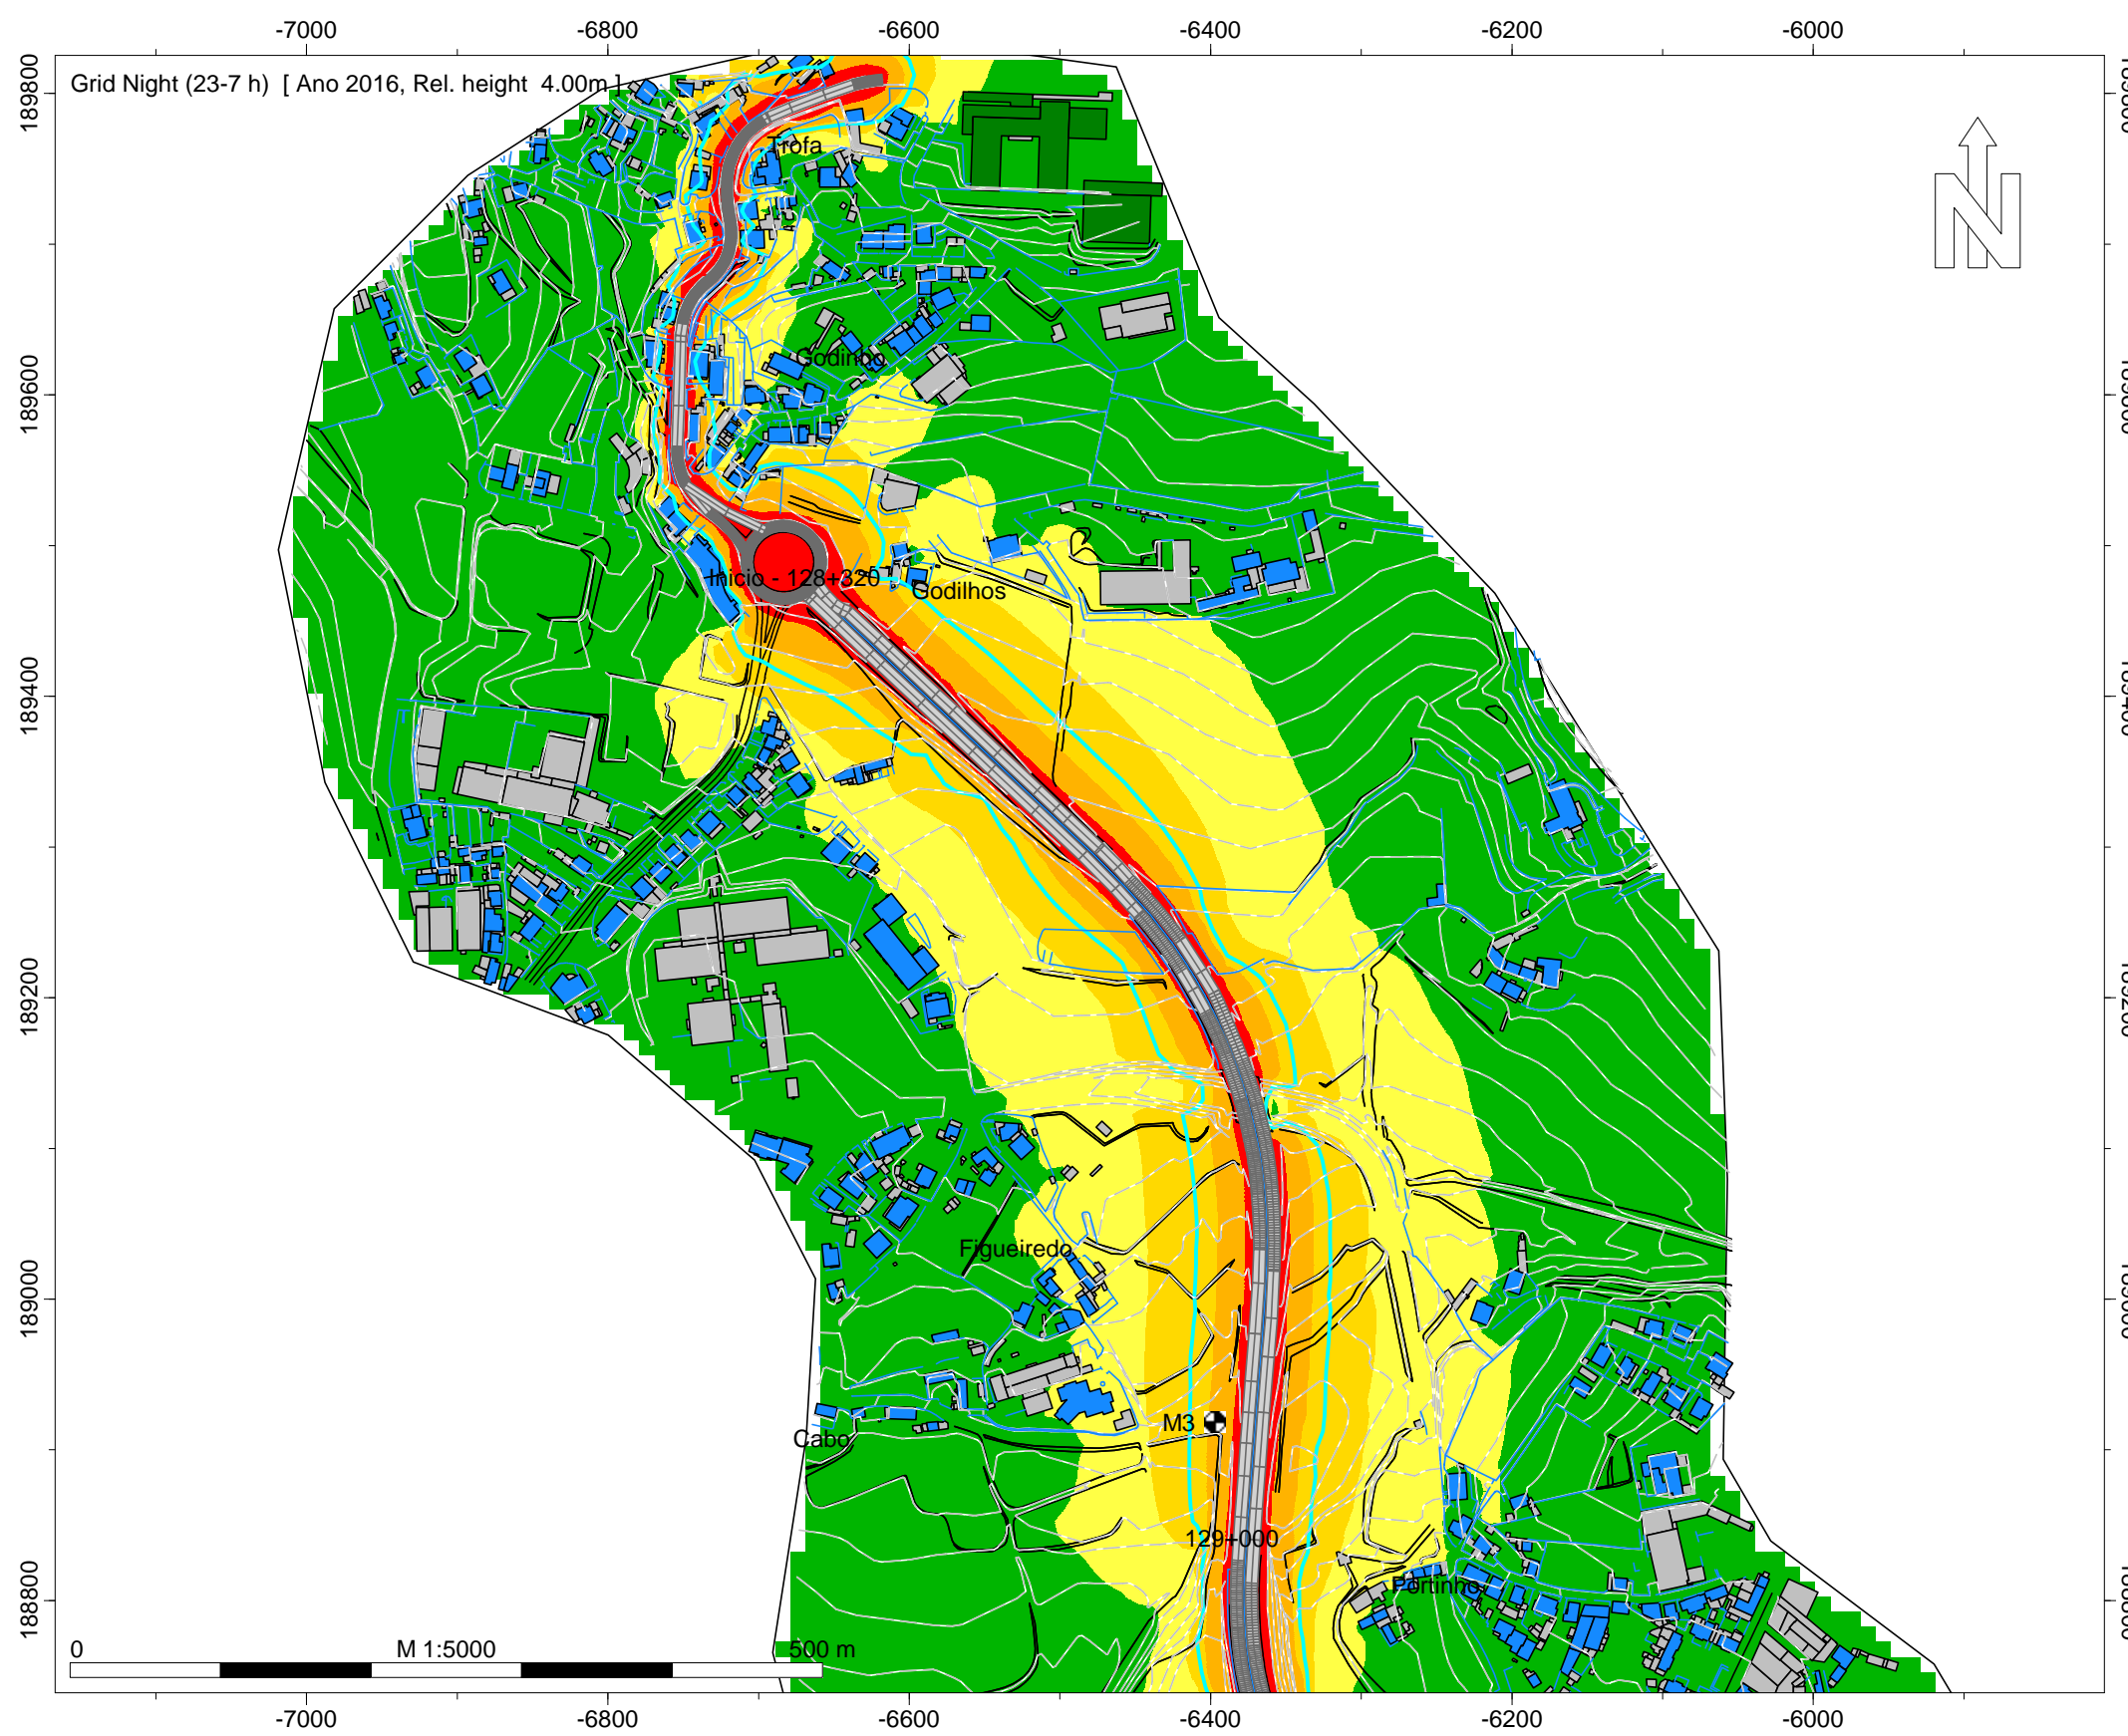 -7000 -6800 -6600 -6400 -6200 -6000
Grid Night (23-7 h) [ Ano 2016, Rel. height 4.00m ]
189800
Trofa
N
Godinho
189600
Inicio - 128+320
Godilhos
189400
189200
Figueiredo
189000
M3
Cabo
129+000
188800
Portinho
0 M 1:5000 500 m
-7000 -6800 -6600 -6400 -6200 -6000